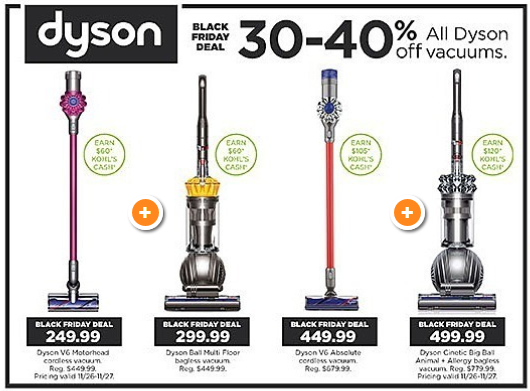 dyson
BLACK
FRIDAY
DEAL
30-40%
All Dyson
off vacuums.
EARN
$60*
KOHL'S
CASH*
EARN
$60*
KOHL'S
CASH*
EARN
$105*
KOHL'S
CASH*
EARN
$120*
KOHL'S
CASH*
BLACK FRIDAY DEAL
249.99
Dyson V6 Motorhead
cordless vacuum.
Reg. $449.99.
Pricing valid 11/26-11/27.
BLACK FRIDAY DEAL
299.99
Dyson Ball Multi Floor
bagless vacuum.
Reg. $449.99.
BLACK FRIDAY DEAL
449.99
Dyson V6 Absolute
cordless vacuum.
Reg. $679.99.
BLACK FRIDAY DEAL
499.99
Dyson Cinetic Big Ball
Animal + Allergy bagless
vacuum. Reg. $779.99.
Pricing valid 11/26-11/27.